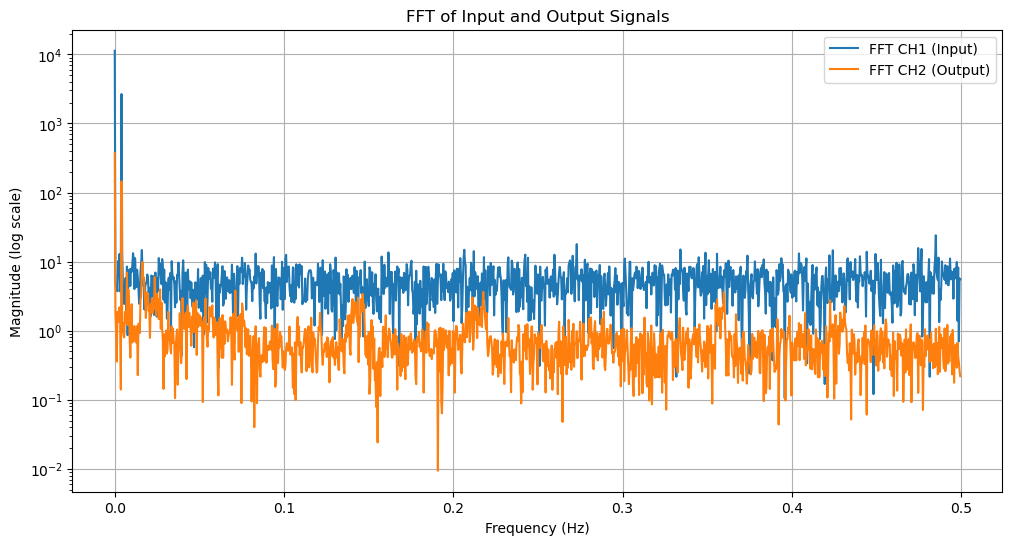 FFT of Input and Output Signals
FFT CH1 (Input)
FFT CH2 (Output)
Magnitude (log scale)
10⁴
10³
10²
10¹
10⁰
10⁻¹
10⁻²
0.0 0.1 0.2 0.3 0.4 0.5
Frequency (Hz)